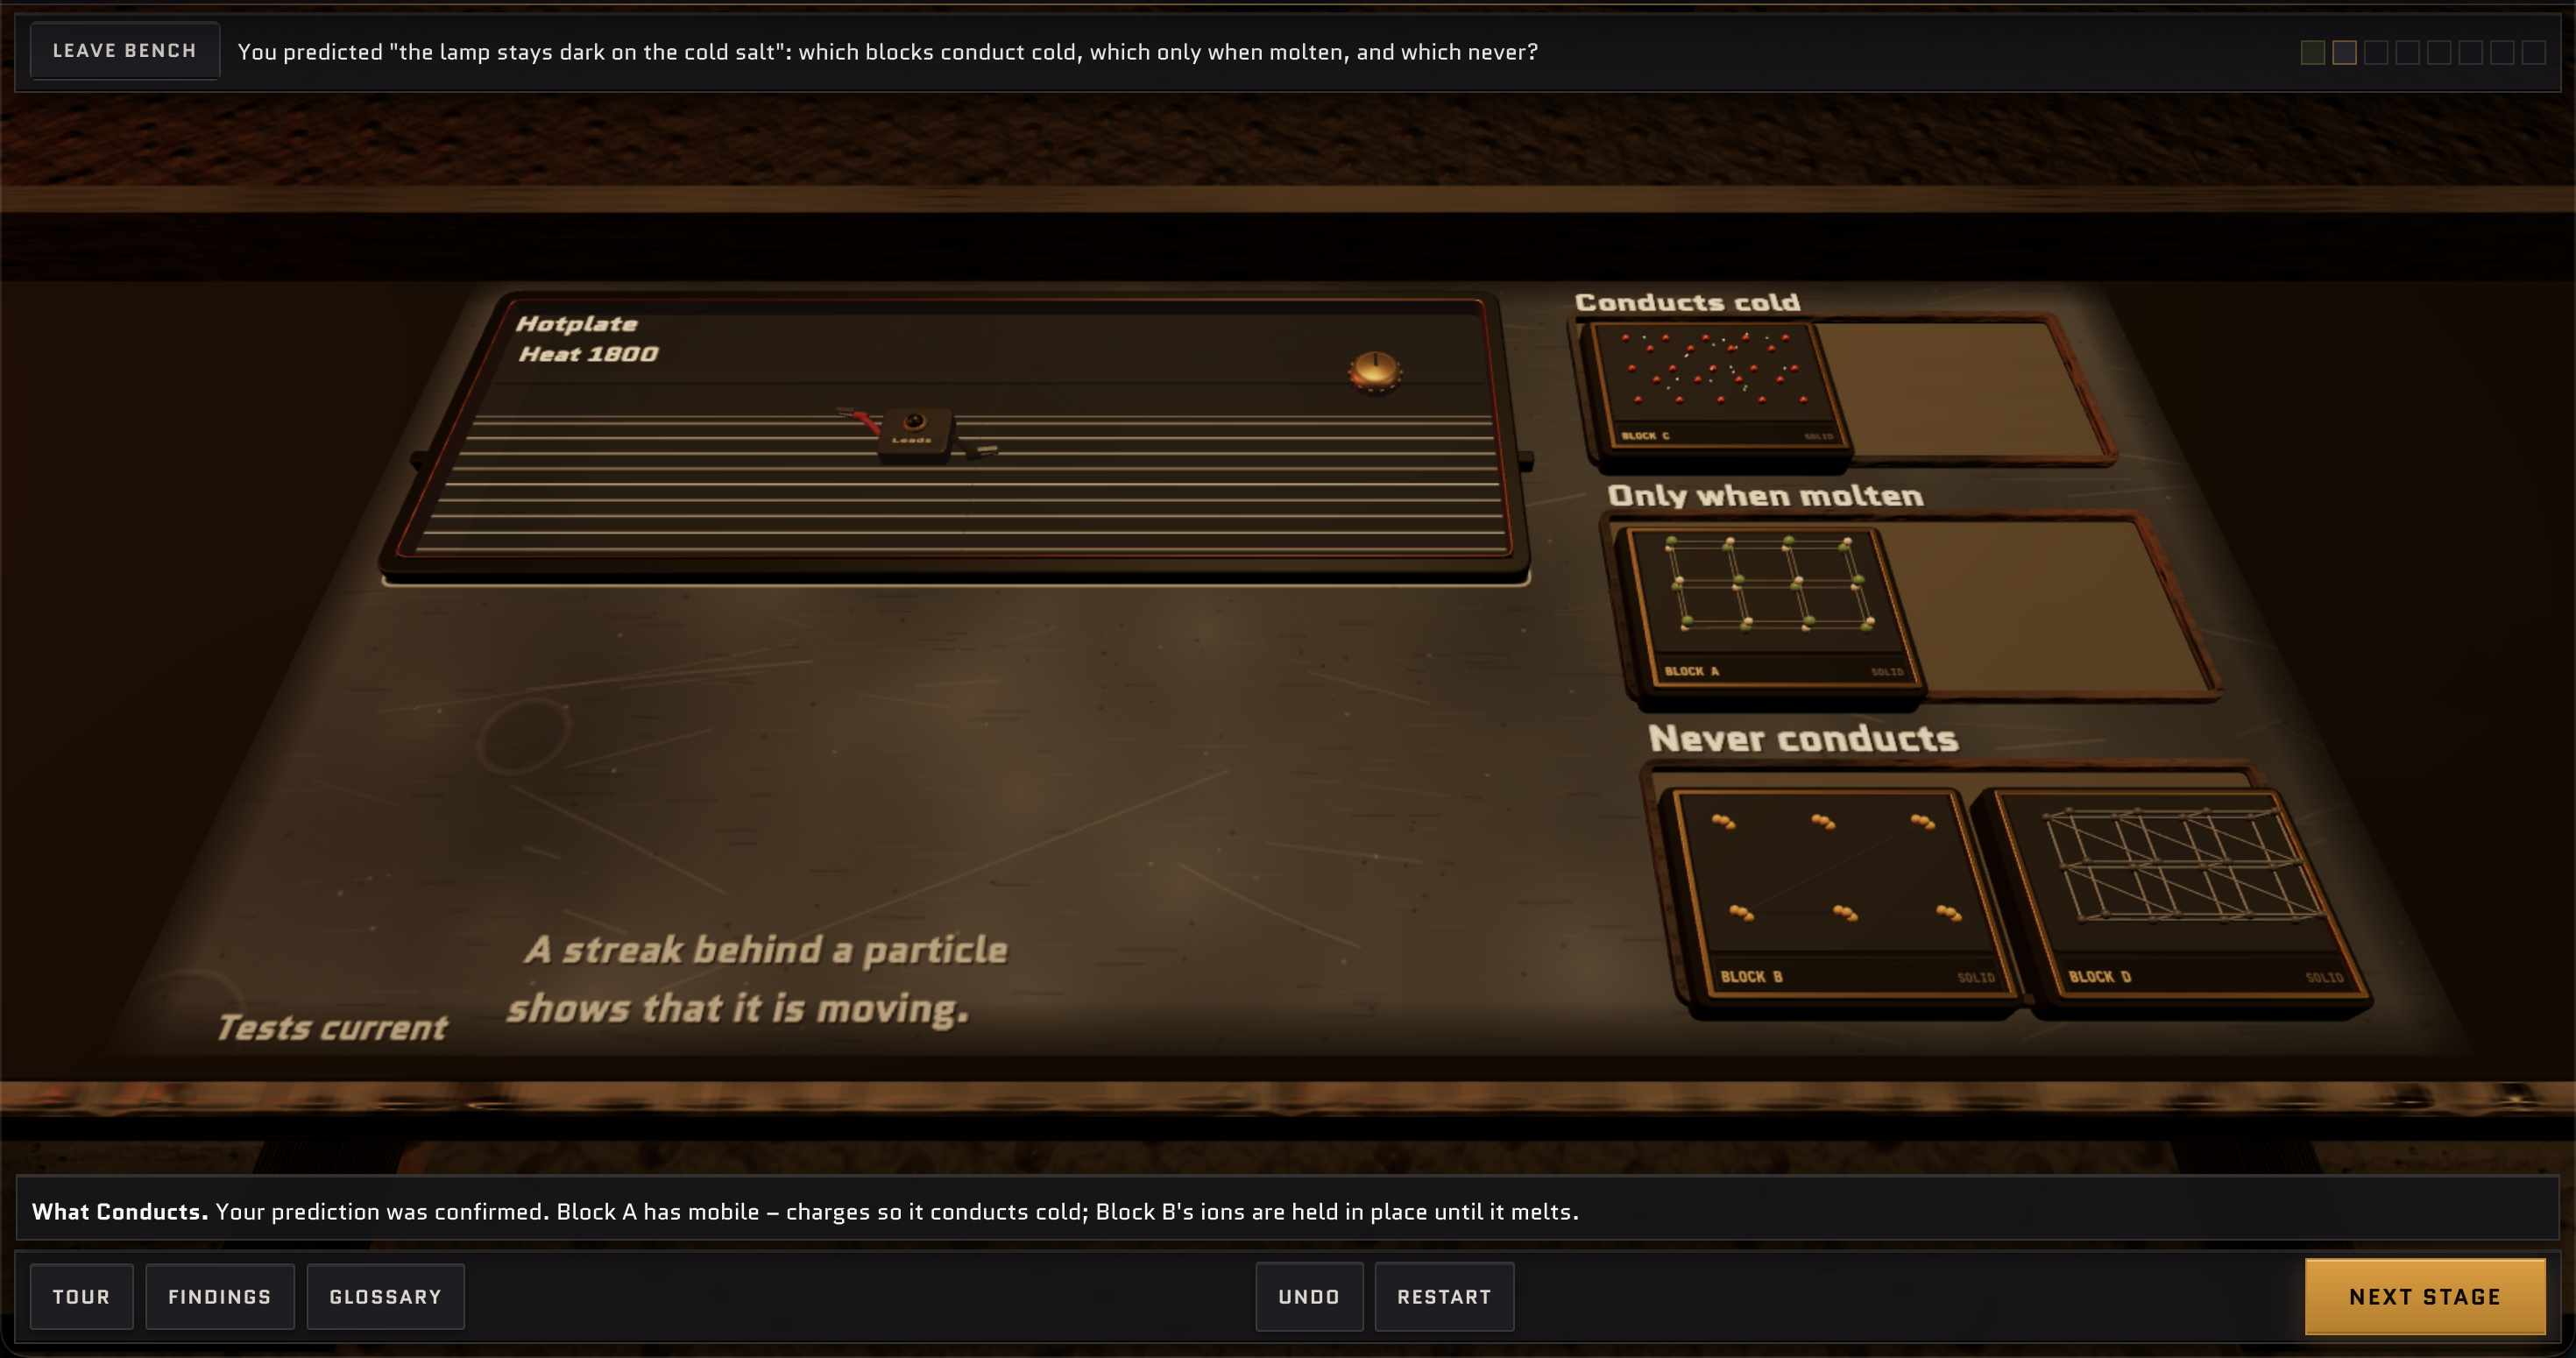 LEAVE BENCH
You predicted "the lamp stays dark on the cold salt": which blocks conduct cold, which only when molten, and which never?
Hotplate
Heat 1800
Leads
Conducts cold
BLOCK C SOLID
Only when molten
BLOCK A SOLID
Never conducts
BLOCK B SOLID
BLOCK D SOLID
A streak behind a particle
shows that it is moving.
Tests current
What Conducts. Your prediction was confirmed. Block A has mobile – charges so it conducts cold; Block B's ions are held in place until it melts.
TOUR
FINDINGS
GLOSSARY
UNDO
RESTART
NEXT STAGE